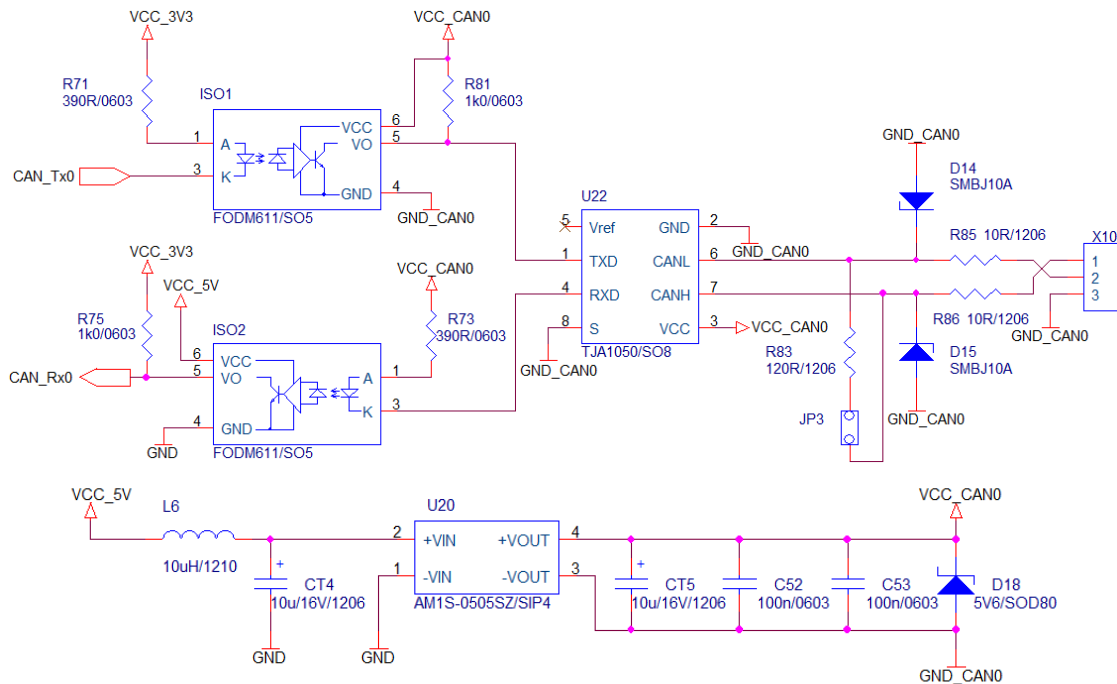 VCC_3V3
VCC_CAN0
R71
390R/0603
ISO1
R81
1k0/0603
1
A
3
K
VCC
6
VO
5
GND
4
CAN_Tx0
GND_CAN0
FODM611/SO5
VCC_3V3
VCC_5V
VCC_CAN0
R75
1k0/0603
ISO2
R73
390R/0603
6
VCC
5
VO
4
GND
A
1
K
3
CAN_Rx0
GND
FODM611/SO5
U22
5
Vref
GND
2
1
TXD
CANL
6
4
RXD
CANH
7
8
S
VCC
3
GND_CAN0
GND_CAN0
VCC_CAN0
TJA1050/SO8
GND_CAN0
D14
SMBJ10A
R85 10R/1206
X10
1
2
3
R86 10R/1206
GND_CAN0
R83
120R/1206
D15
SMBJ10A
GND_CAN0
JP3
VCC_5V
L6
10uH/1210
+
CT4
10u/16V/1206
GND
GND
U20
2
+VIN
+VOUT
4
1
-VIN
-VOUT
3
AM1S-0505SZ/SIP4
+
CT5
10u/16V/1206
C52
100n/0603
C53
100n/0603
VCC_CAN0
D18
5V6/SOD80
GND_CAN0